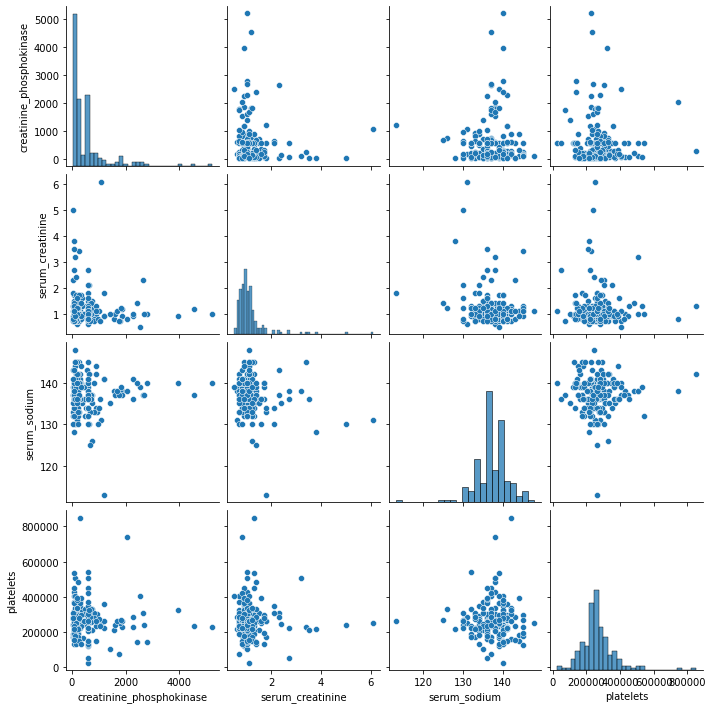 5000
4000
3000
2000
1000
0
creatinine_phosphokinase
6
5
4
3
2
1
serum_creatinine
140
130
120
serum_sodium
800000
600000
400000
200000
0
platelets
0 2000 4000
creatinine_phosphokinase
2 4 6
serum_creatinine
120 130 140
serum_sodium
0 200000 400000 600000 800000
platelets